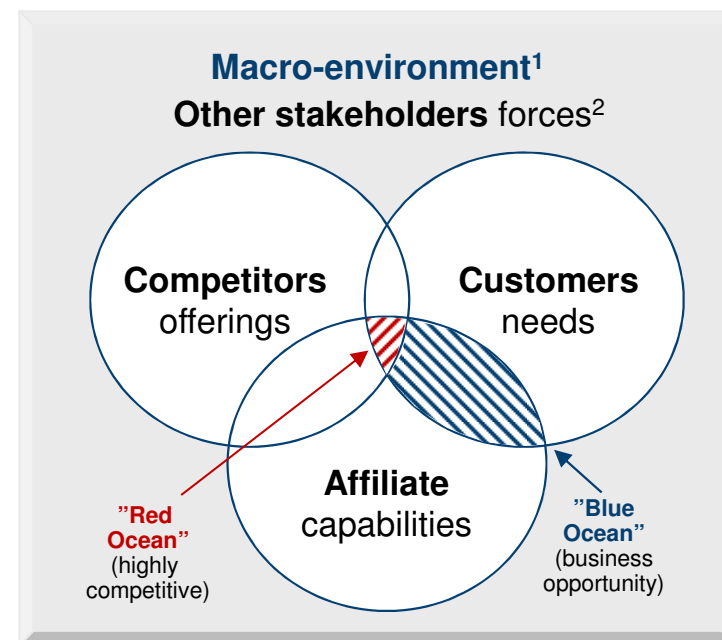 Macro-environment¹
Other stakeholders forces²
Competitors
offerings
Customers
needs
Affiliate
capabilities
”Red
Ocean”
(highly
competitive)
”Blue
Ocean”
(business
opportunity)